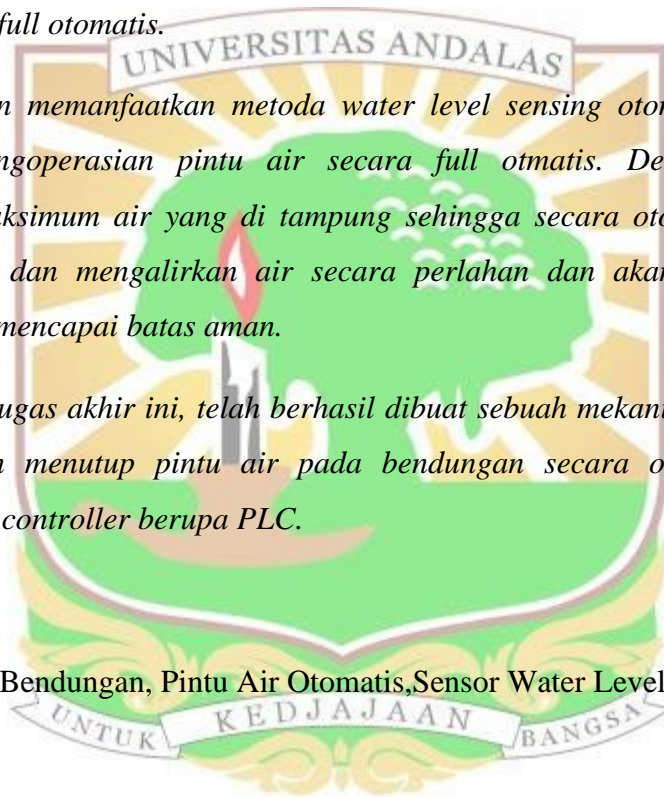 full otomatis.
UNIVERSITAS ANDALAS
n memanfaatkan metoda water level sensing oto
ngoperasian pintu air secara full otmatis. De
aksimum air yang di tampung sehingga secara oto
dan mengalirkan air secara perlahan dan akan
mencapai batas aman.
ugas akhir ini, telah berhasil dibuat sebuah mekani
n menutup pintu air pada bendungan secara o
controller berupa PLC.
Bendungan, Pintu Air Otomatis,Sensor Water Level
UNTUK KEDJAJAAN BANGSA